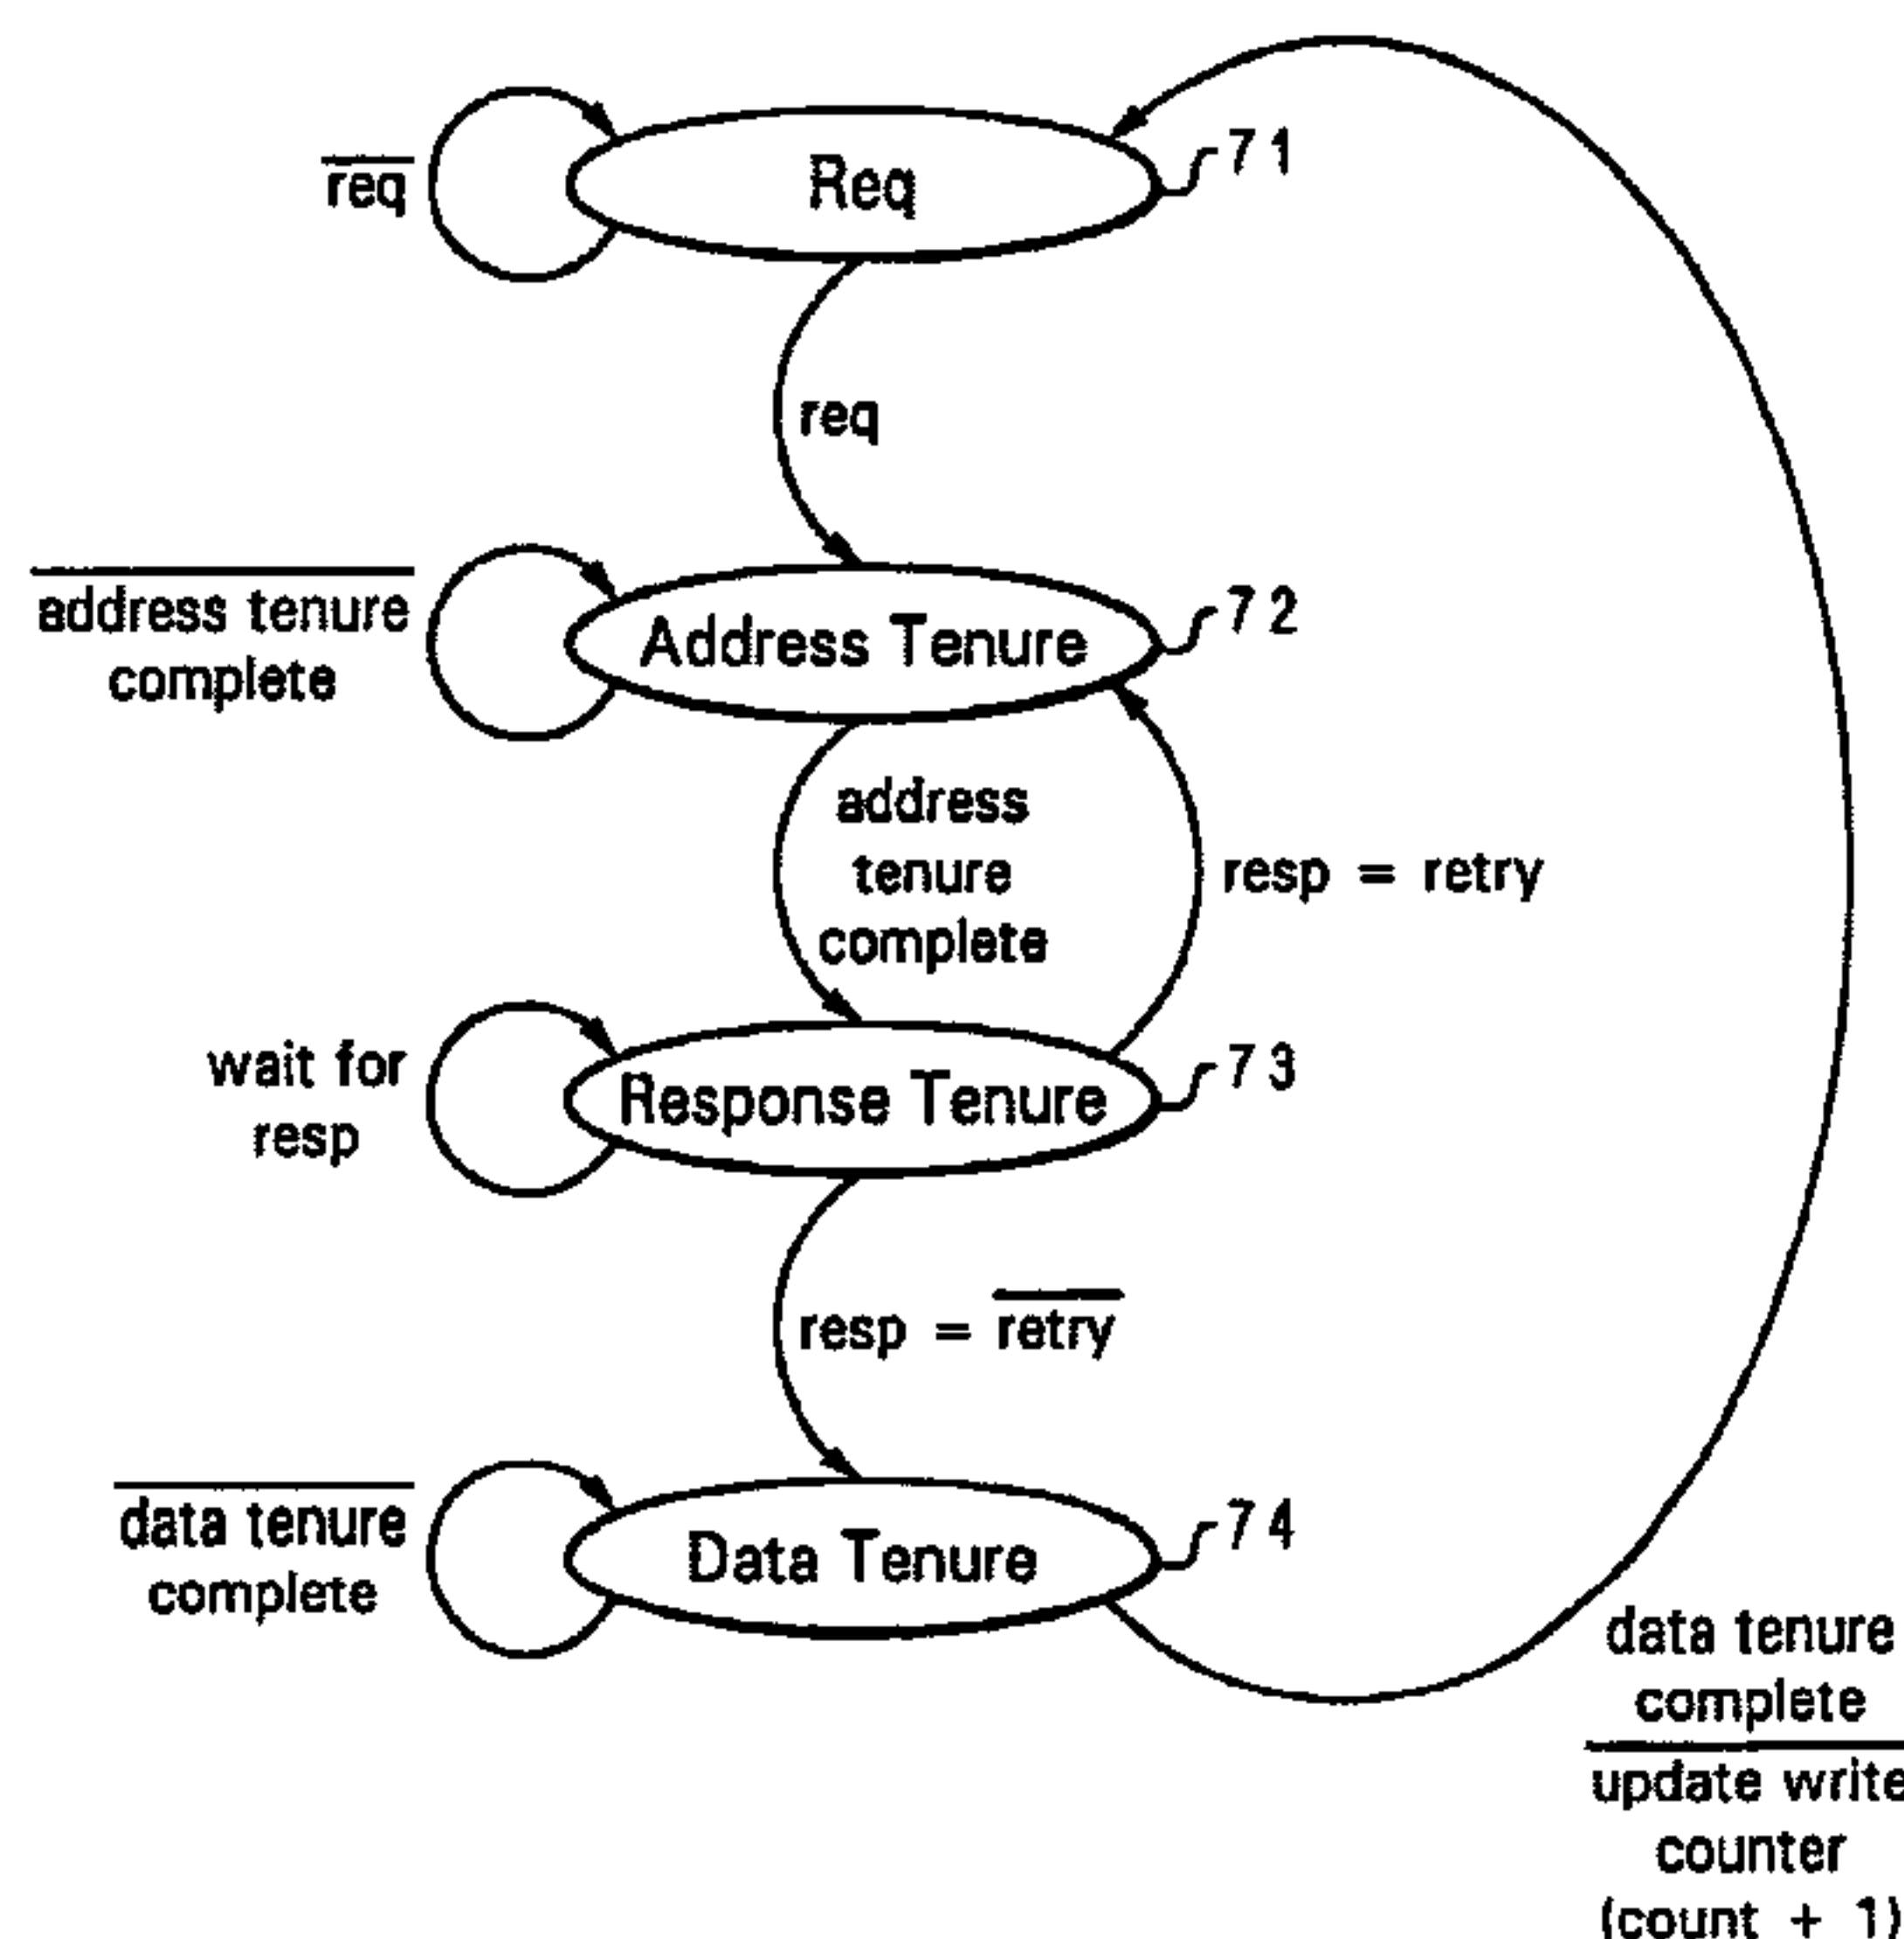 req
Req
71
req
address tenure
complete
Address Tenure
72
address
tenure
complete
resp = retry
wait for
resp
Response Tenure
73
resp = retry
data tenure
complete
Data Tenure
74
data tenure
complete
update write
counter
(count + 1)